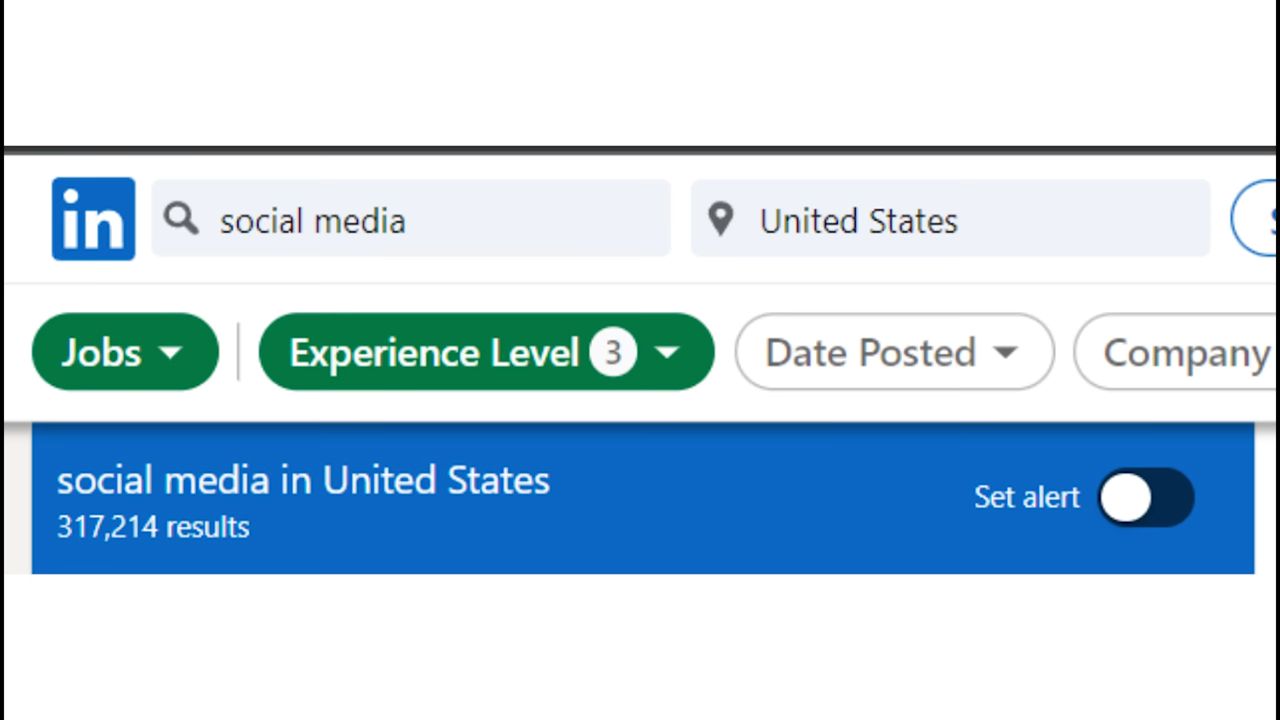 in
social media
United States
Jobs
Experience Level 3
Date Posted
Company
social media in United States
317,214 results
Set alert